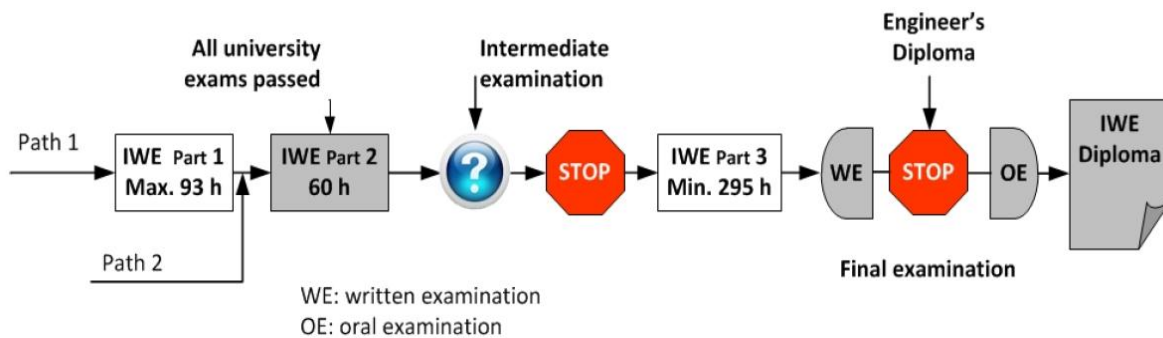 All university
exams passed
Intermediate
examination
Engineer's
Diploma
Path 1
IWE Part 1
Max. 93 h
IWE Part 2
60 h
?
STOP
IWE Part 3
Min. 295 h
WE
STOP
OE
IWE
Diploma
Path 2
Final examination
WE: written examination
OE: oral examination